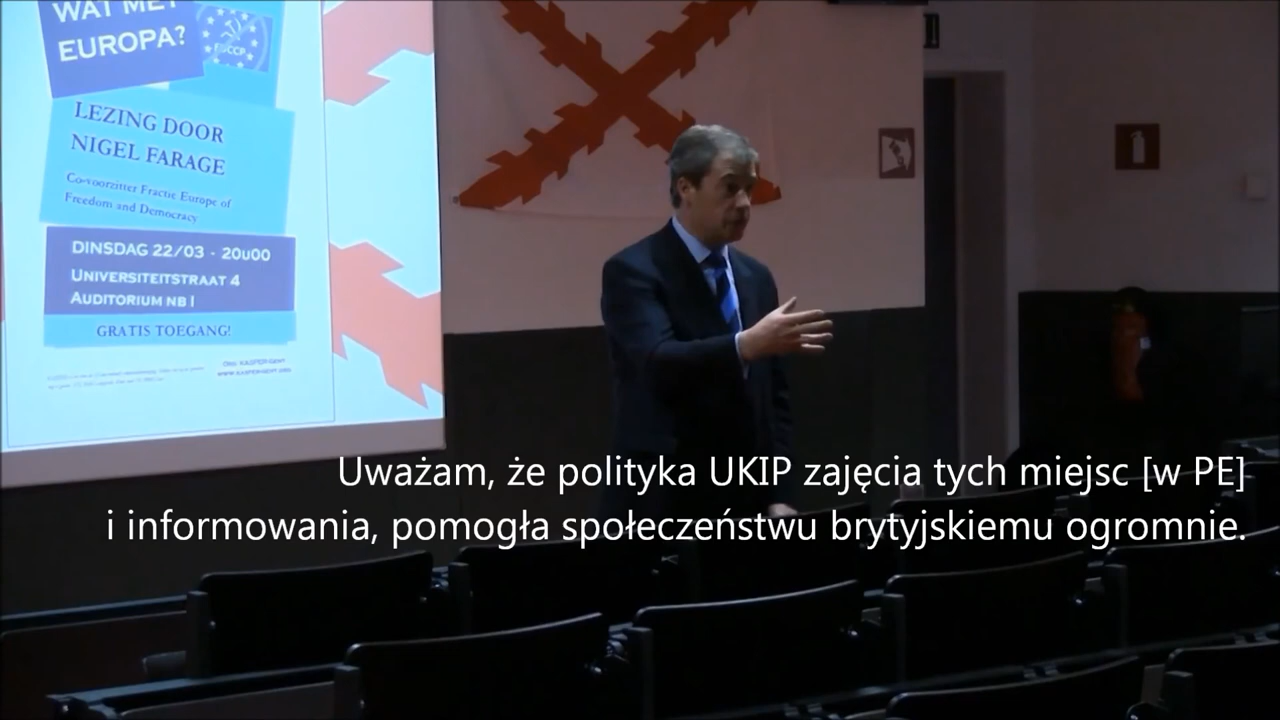 WAT MET
EUROPA?
LEZING DOOR
NIGEL FARAGE
Co-voorzitter Fractie Europe of
Freedom and Democracy
DINSDAG 22/03 - 20U00
UNIVERSITEITSTRAAT 4
AUDITORIUM NB I
GRATIS TOEGANG!
Uważam, że polityka UKIP zajęcia tych miejsc [w PE]
i informowania, pomogła społeczeństwu brytyjskiemu ogromnie.